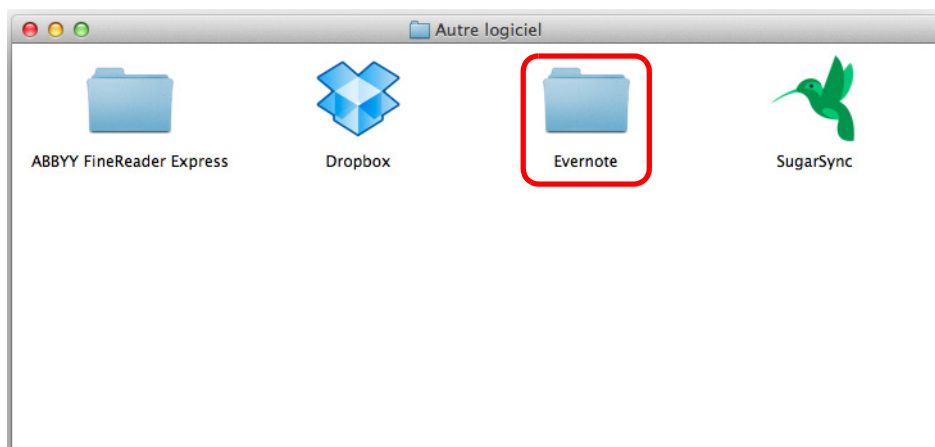 Autre logiciel
ABBYY FineReader Express
Dropbox
Evernote
SugarSync